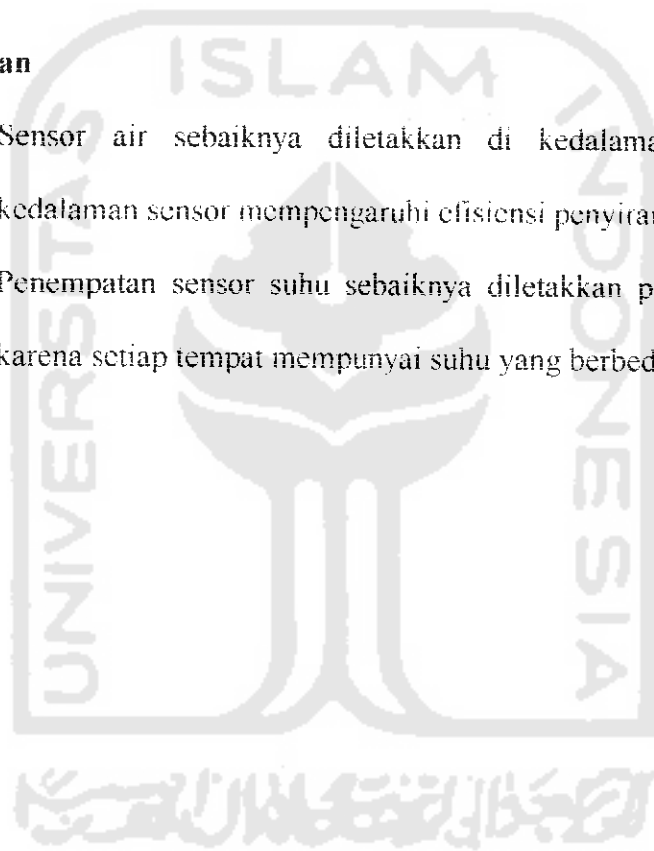 ISLAM
UNIVERSITAS
INDONESIA
an
Sensor air sebaiknya diletakkan di kedalama
kedalaman sensor mempengaruhi efisiensi penyiran
Penempatan sensor suhu sebaiknya diletakkan p
karena setiap tempat mempunyai suhu yang berbed